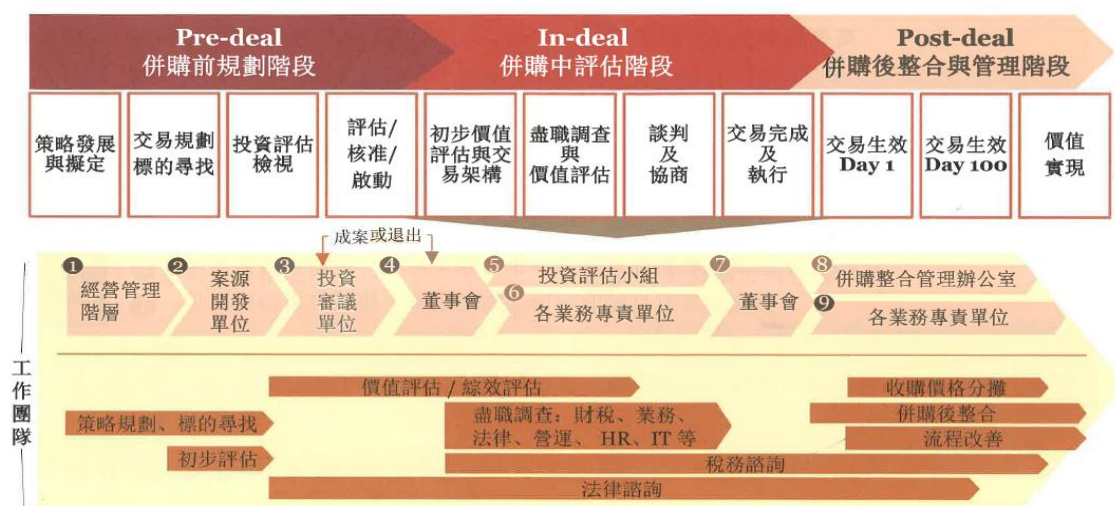 Pre-deal
併購前規劃階段
In-deal
併購中評估階段
Post-deal
併購後整合與管理階段
策略發展
與擬定
交易規劃
標的尋找
投資評估
檢視
評估/
核准/
啟動
初步價值
評估與交
易架構
盡職調查
與
價值評估
談判
及
協商
交易完成
及
執行
交易生效
Day 1
交易生效
Day 100
價值
實現
成案或退出
1
經營管理
階層
2
案源
開發
單位
3
投資
審議
單位
4
董事會
5
投資評估小組
6
各業務專責單位
7
董事會
8
併購整合管理辦公室
9
各業務專責單位
工作團隊
價值評估 / 綜效評估
收購價格分攤
策略規劃、標的尋找
盡職調查：財稅、業務、
法律、營運、HR、IT 等
併購後整合
流程改善
初步評估
稅務諮詢
法律諮詢